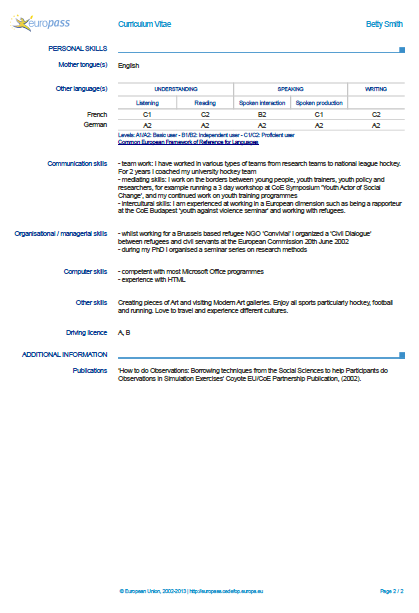 europass
Curriculum Vitae
Betty Smith
PERSONAL SKILLS
Mother tongue(s)
English
Other language(s)
UNDERSTANDING SPEAKING WRITING
Listening Reading Spoken interaction Spoken production
French C1 C2 B2 C1 C2
German A2 A2 A2 A2 A2
Levels: A1/A2: Basic user - B1/B2: Independent user - C1/C2: Proficient user
Common European Framework of Reference for Languages
Communication skills
- team work: I have worked in various types of teams from research teams to national league hockey.
For 2 years I coached my university hockey team
- mediating skills: I work on the borders between young people, youth trainers, youth policy and
researchers, for example running a 3 day workshop at CoE Symposium 'Youth Actor of Social
Change', and my continued work on youth training programmes
- intercultural skills: I am experienced at working in a European dimension such as being a rapporteur
at the CoE Budapest 'youth against violence seminar' and working with refugees.
Organisational / managerial skills
- whilst working for a Brussels based refugee NGO 'Convivial' I organized a 'Civil Dialogue'
between refugees and civil servants at the European Commission 20th June 2002
- during my PhD I organised a seminar series on research methods
Computer skills
- competent with most Microsoft Office programmes
- experience with HTML
Other skills
Creating pieces of Art and visiting Modern Art galleries. Enjoy all sports particularly hockey, football
and running. Love to travel and experience different cultures.
Driving licence
A, B
ADDITIONAL INFORMATION
Publications
'How to do Observations: Borrowing techniques from the Social Sciences to help Participants do
Observations in Simulation Exercises' Coyote EU/CoE Partnership Publication, (2002).
© European Union, 2002-2013 | http://europass.cedefop.europa.eu
Page 2 / 2